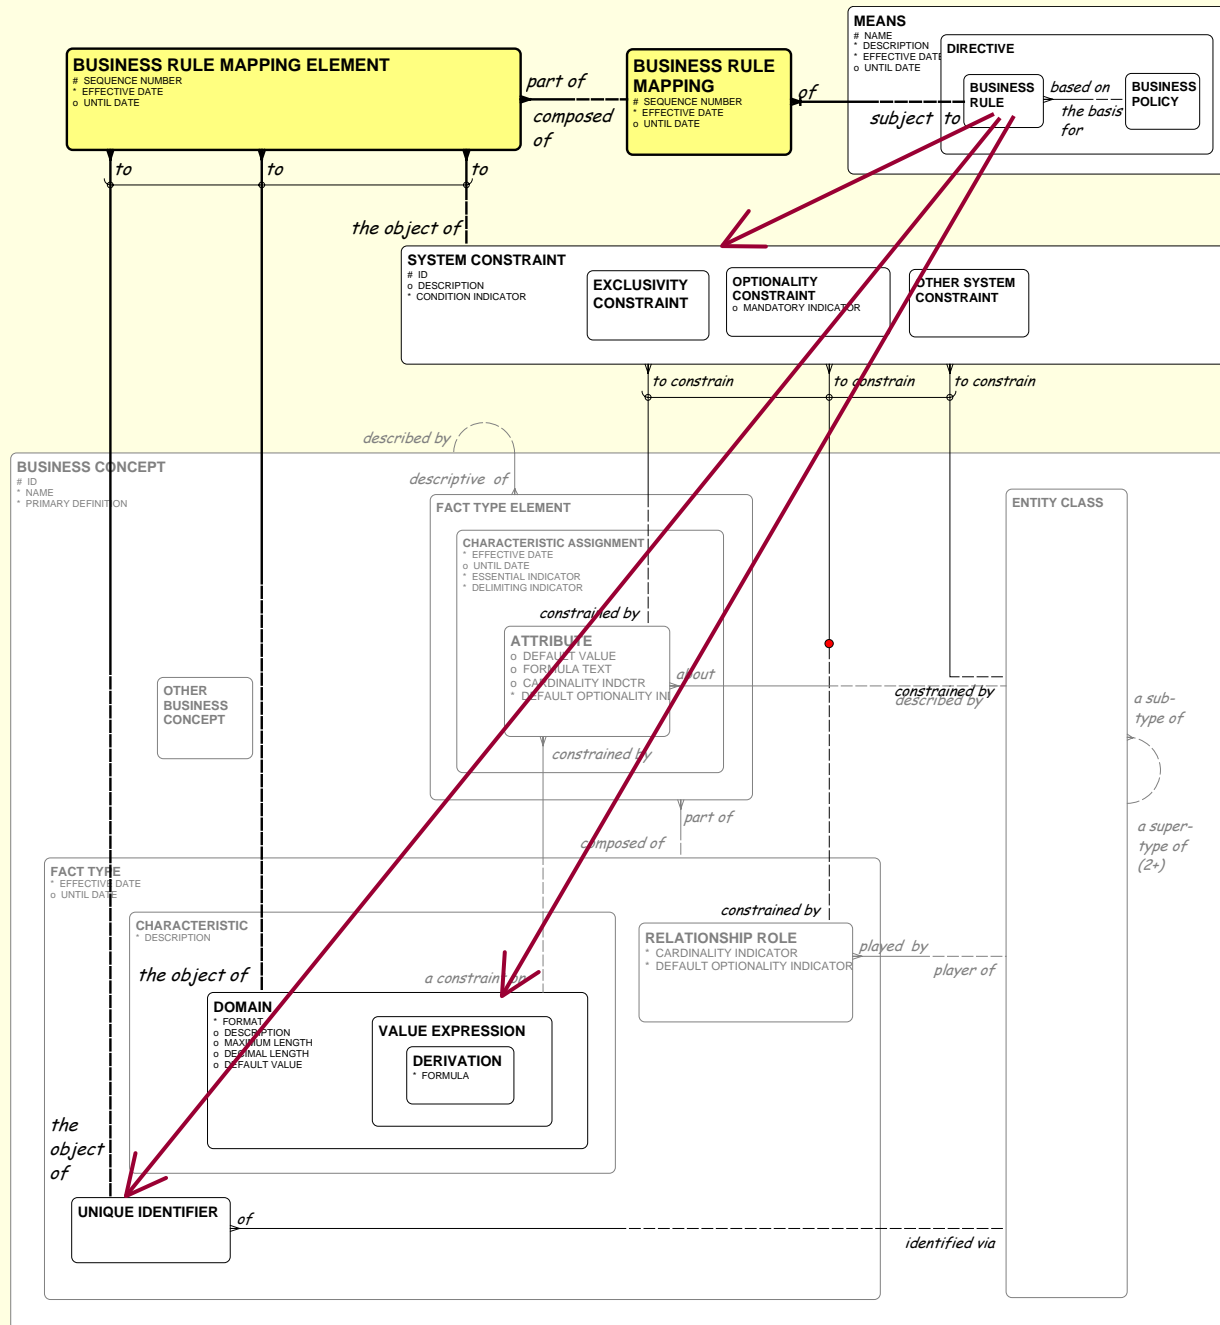 MEANS
# NAME
* DESCRIPTION
* EFFECTIVE DATE
o UNTIL DATE
DIRECTIVE
BUSINESS
RULE
based on
the basis
for
BUSINESS
POLICY
BUSINESS RULE MAPPING ELEMENT
# SEQUENCE NUMBER
* EFFECTIVE DATE
o UNTIL DATE
part of
composed
of
BUSINESS RULE
MAPPING
# SEQUENCE NUMBER
* EFFECTIVE DATE
o UNTIL DATE
of
subject to
to
to
to
the object of
SYSTEM CONSTRAINT
# ID
o DESCRIPTION
* CONDITION INDICATOR
EXCLUSIVITY
CONSTRAINT
OPTIONALITY
CONSTRAINT
o MANDATORY INDICATOR
OTHER SYSTEM
CONSTRAINT
to constrain
to constrain
to constrain
described by
descriptive of
BUSINESS CONCEPT
# ID
* NAME
* PRIMARY DEFINITION
FACT TYPE ELEMENT
ENTITY CLASS
CHARACTERISTIC ASSIGNMENT
* EFFECTIVE DATE
o UNTIL DATE
* ESSENTIAL INDICATOR
* DELIMITING INDICATOR
constrained by
ATTRIBUTE
o DEFAULT VALUE
o FORMULA TEXT
o CARDINALITY INDCTR
* DEFAULT OPTIONALITY INI
about
constrained by
described by
OTHER
BUSINESS
CONCEPT
a sub-
type of
constrained by
a super-
type of
(2+)
part of
composed of
FACT TYPE
* EFFECTIVE DATE
o UNTIL DATE
CHARACTERISTIC
* DESCRIPTION
constrained by
RELATIONSHIP ROLE
* CARDINALITY INDICATOR
* DEFAULT OPTIONALITY INDICATOR
played by
player of
the object of
a constraint on
DOMAIN
* FORMAT
o DESCRIPTION
o MAXIMUM LENGTH
o DECIMAL LENGTH
o DEFAULT VALUE
VALUE EXPRESSION
DERIVATION
* FORMULA
the
object
of
UNIQUE IDENTIFIER
of
identified via